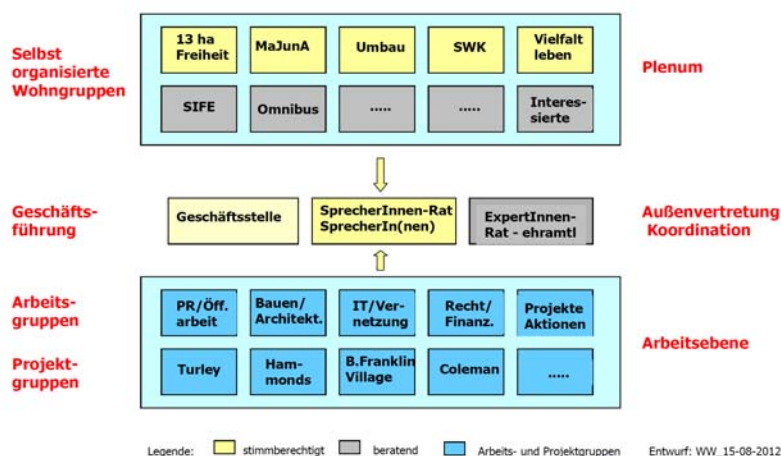 Selbst
organisierte
Wohngruppen
13 ha
Freiheit
MaJunA
Umbau
SWK
Vielfalt
leben
SIFE
Omnibus
.....
.....
Interes-
sierte
Plenum
Geschäfts-
führung
Geschäftsstelle
SprecherInnen-Rat
SprecherIn(nen)
ExpertInnen-
Rat - ehramtl
Außenvertretung
Koordination
Arbeits-
gruppen
PR/Öff.
arbeit
Bauen/
Architekt.
IT/Ver-
netzung
Recht/
Finanz.
Projekte
Aktionen
Projekt-
gruppen
Turley
Ham-
monds
B.Franklin
Village
Coleman
.....
Arbeitsebene
Legende: stimmberechtigt beratend Arbeits- und Projektgruppen Entwurf: WW_15-08-2012